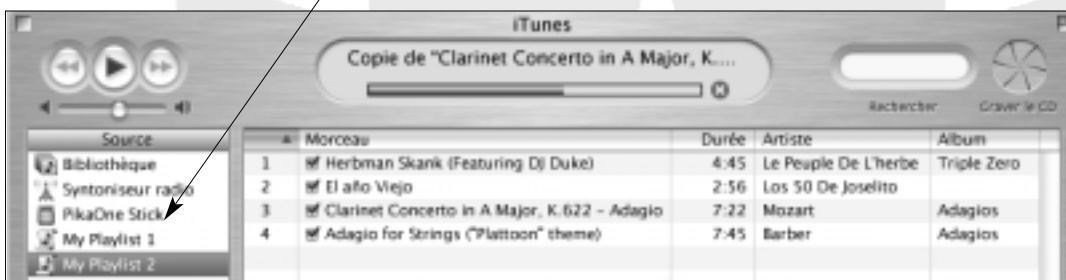 iTunes
Copie de "Clarinet Concerto in A Major, K....
Rechercher
Graver le CD
Source
Morceau Durée Artiste Album
Bibliothèque
Syntoniseur radio
PikaOne Stick
My Playlist 1
My Playlist 2
1 Herbman Skank (Featuring DJ Duke) 4:45 Le Peuple De L'herbe Triple Zero
2 El año Viejo 2:56 Los 50 De Joselito
3 Clarinet Concerto in A Major, K.622 – Adagio 7:22 Mozart Adagios
4 Adagio for Strings ("Plattoon" theme) 7:45 Barber Adagios